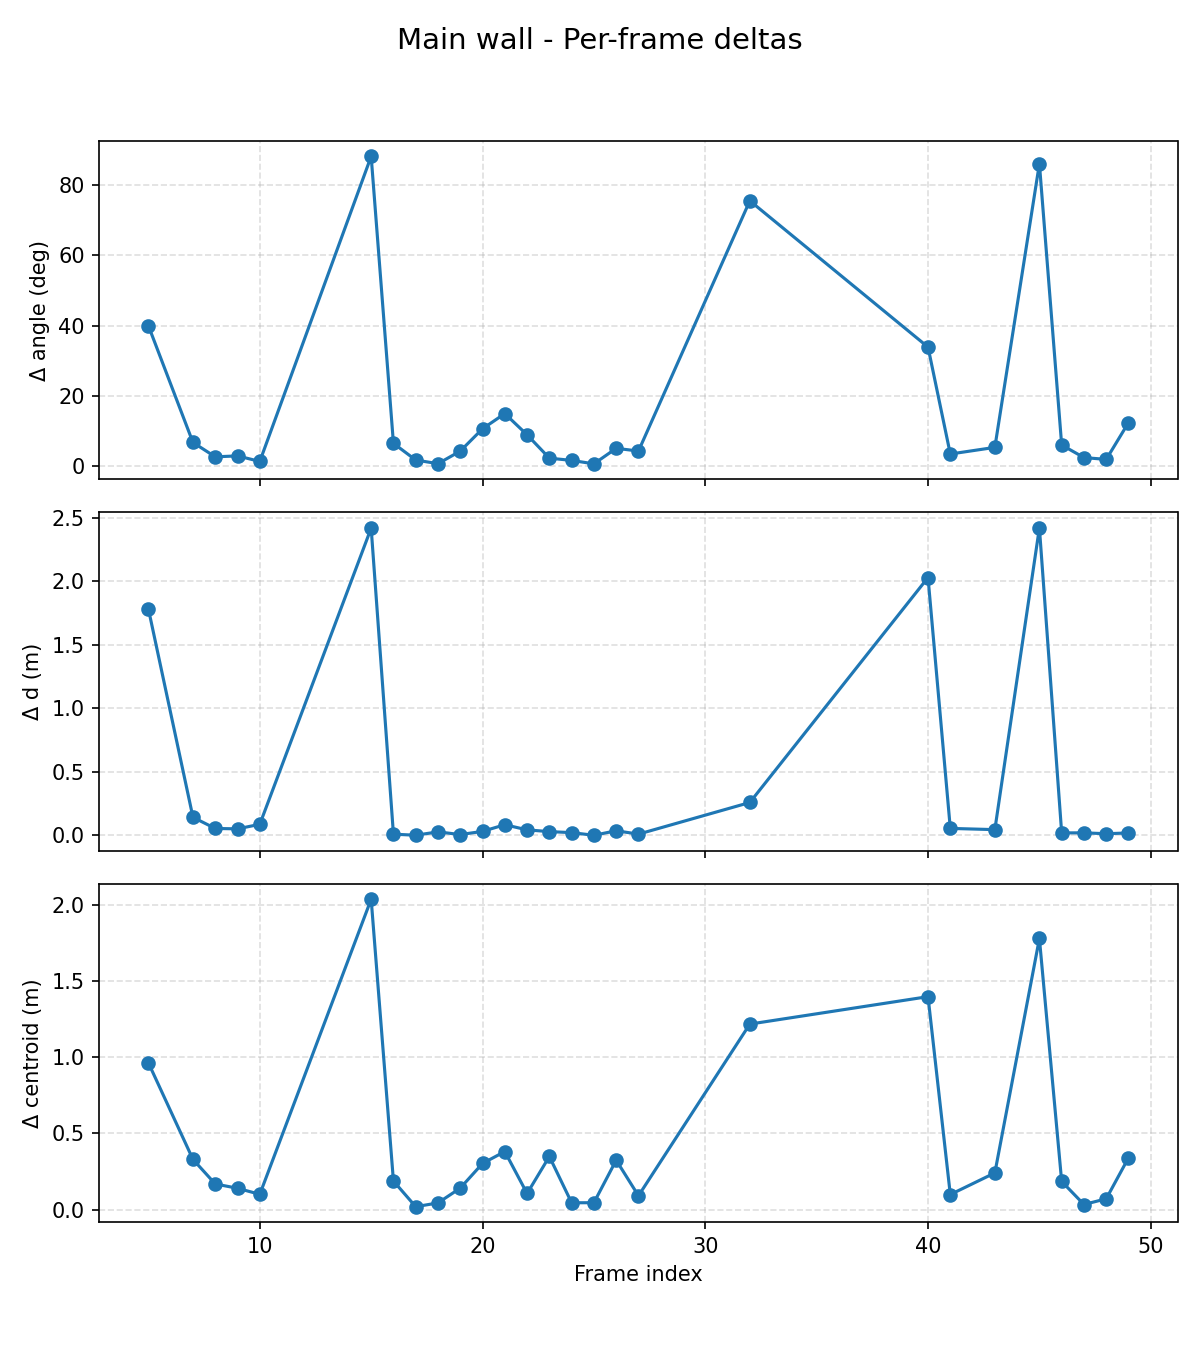 Main wall - Per-frame deltas
Δ angle (deg)
80
60
40
20
0
Δ d (m)
2.5
2.0
1.5
1.0
0.5
0.0
Δ centroid (m)
2.0
1.5
1.0
0.5
0.0
10 20 30 40 50
Frame index